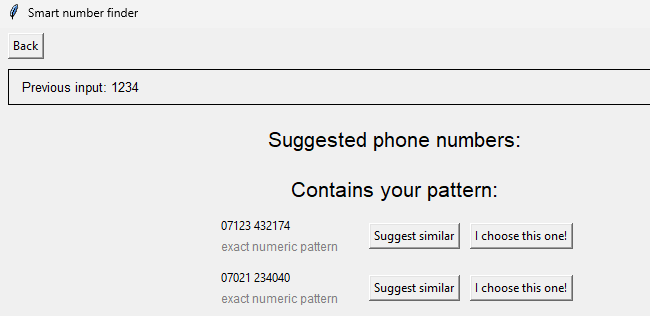 Smart number finder
Back
Previous input: 1234
Suggested phone numbers:
Contains your pattern:
07123 432174 Suggest similar I choose this one!
exact numeric pattern
07021 234040 Suggest similar I choose this one!
exact numeric pattern